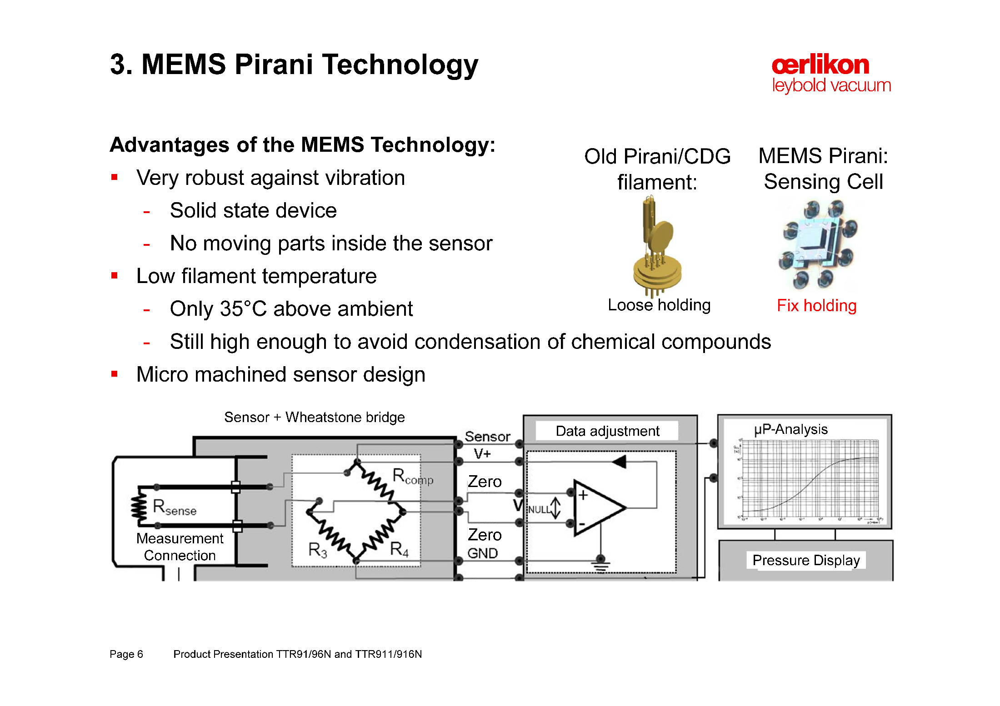 3. MEMS Pirani Technology
œrlikon
leybold vacuum
Advantages of the MEMS Technology:
▪ Very robust against vibration
- Solid state device
- No moving parts inside the sensor
▪ Low filament temperature
- Only 35°C above ambient
- Still high enough to avoid condensation of chemical compounds
▪ Micro machined sensor design
Old Pirani/CDG
filament:
Loose holding
MEMS Pirani:
Sensing Cell
Fix holding
Sensor + Wheatstone bridge
Rsense
Measurement
Connection
Rcomp
R3
R4
Sensor
V+
Zero
Zero
GND
Data adjustment
VNULL
+
-
µP-Analysis
Pressure Display
Page 6
Product Presentation TTR91/96N and TTR911/916N